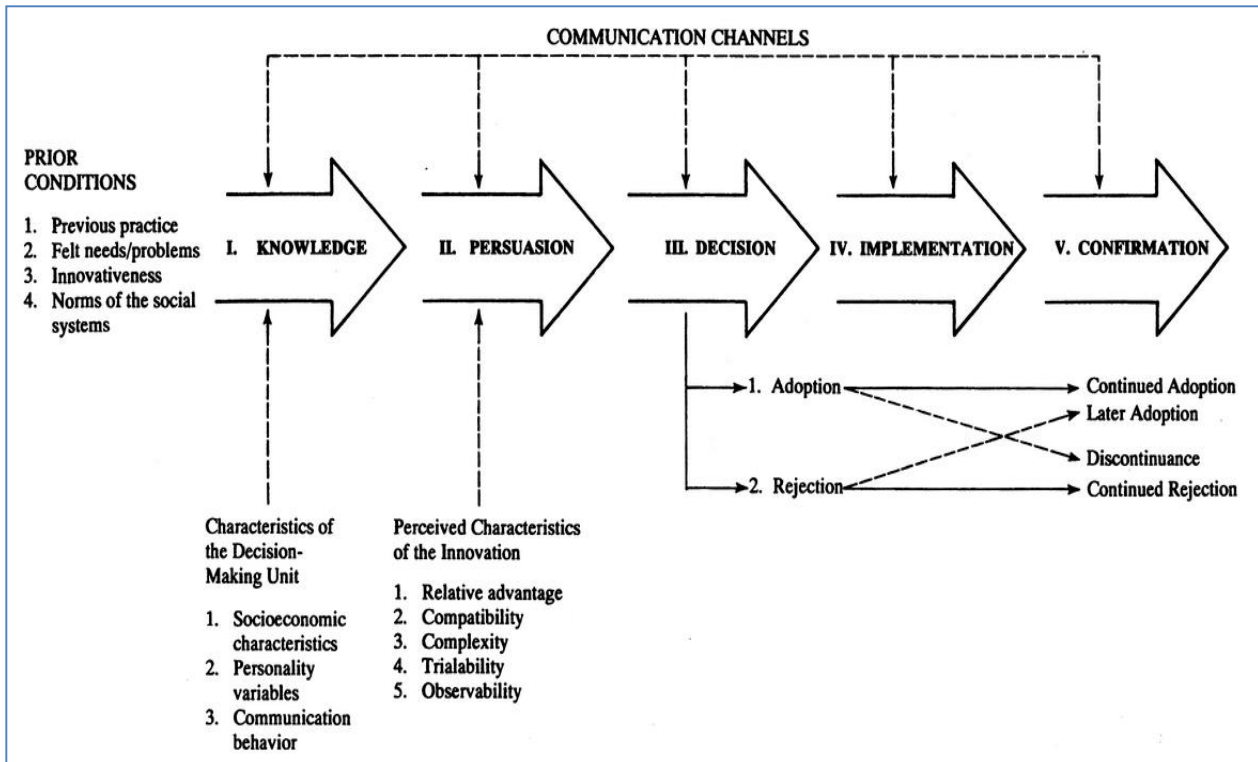 COMMUNICATION CHANNELS
PRIOR
CONDITIONS
1. Previous practice
2. Felt needs/problems
3. Innovativeness
4. Norms of the social
systems
I. KNOWLEDGE
II. PERSUASION
III. DECISION
IV. IMPLEMENTATION
V. CONFIRMATION
1. Adoption
2. Rejection
Continued Adoption
Later Adoption
Discontinuance
Continued Rejection
Characteristics of
the Decision-
Making Unit
1. Socioeconomic
characteristics
2. Personality
variables
3. Communication
behavior
Perceived Characteristics
of the Innovation
1. Relative advantage
2. Compatibility
3. Complexity
4. Trialability
5. Observability